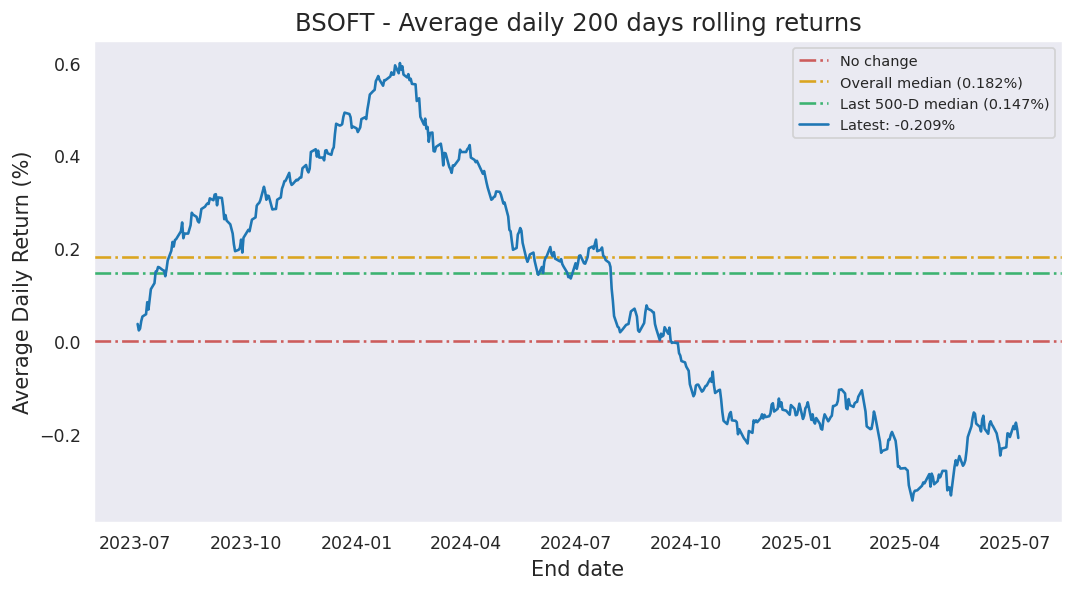 BSOFT - Average daily 200 days rolling returns
No change
Overall median (0.182%)
Last 500-D median (0.147%)
Latest: -0.209%
Average Daily Return (%)
0.6
0.4
0.2
0.0
−0.2
2023-07 2023-10 2024-01 2024-04 2024-07 2024-10 2025-01 2025-04 2025-07
End date